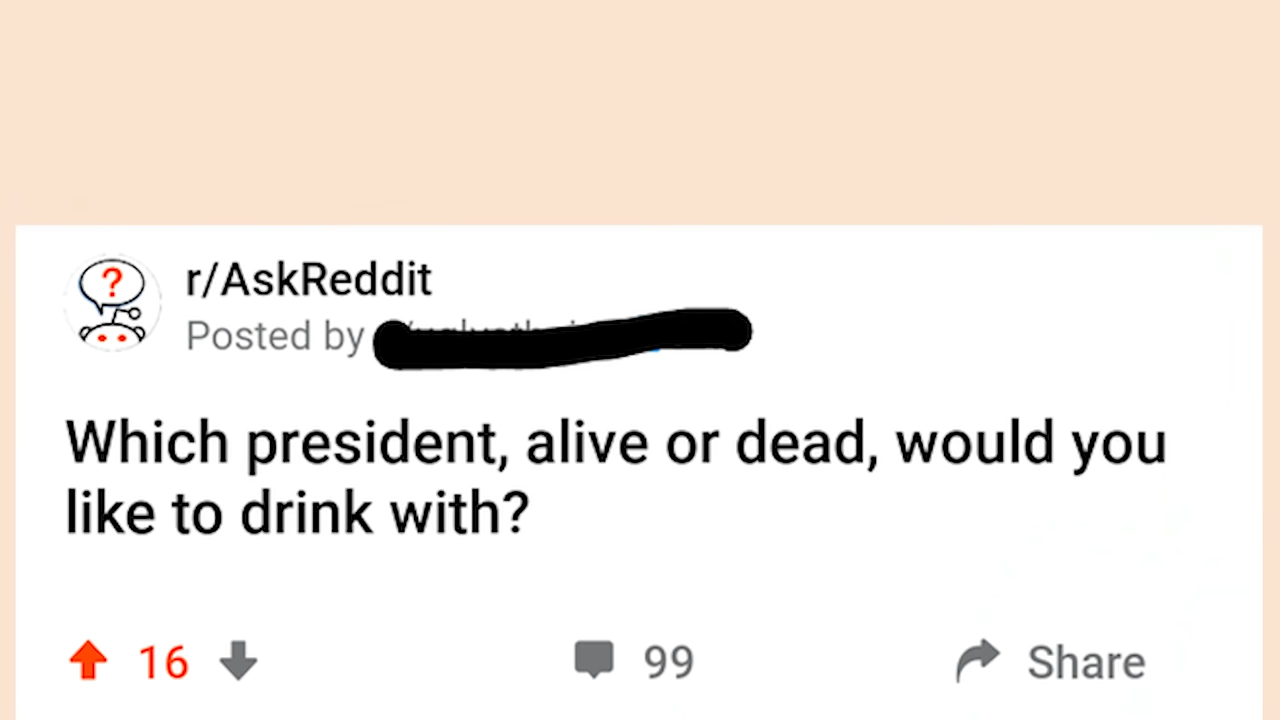 ?
r/AskReddit
Posted by
Which president, alive or dead, would you
like to drink with?
16
99
Share